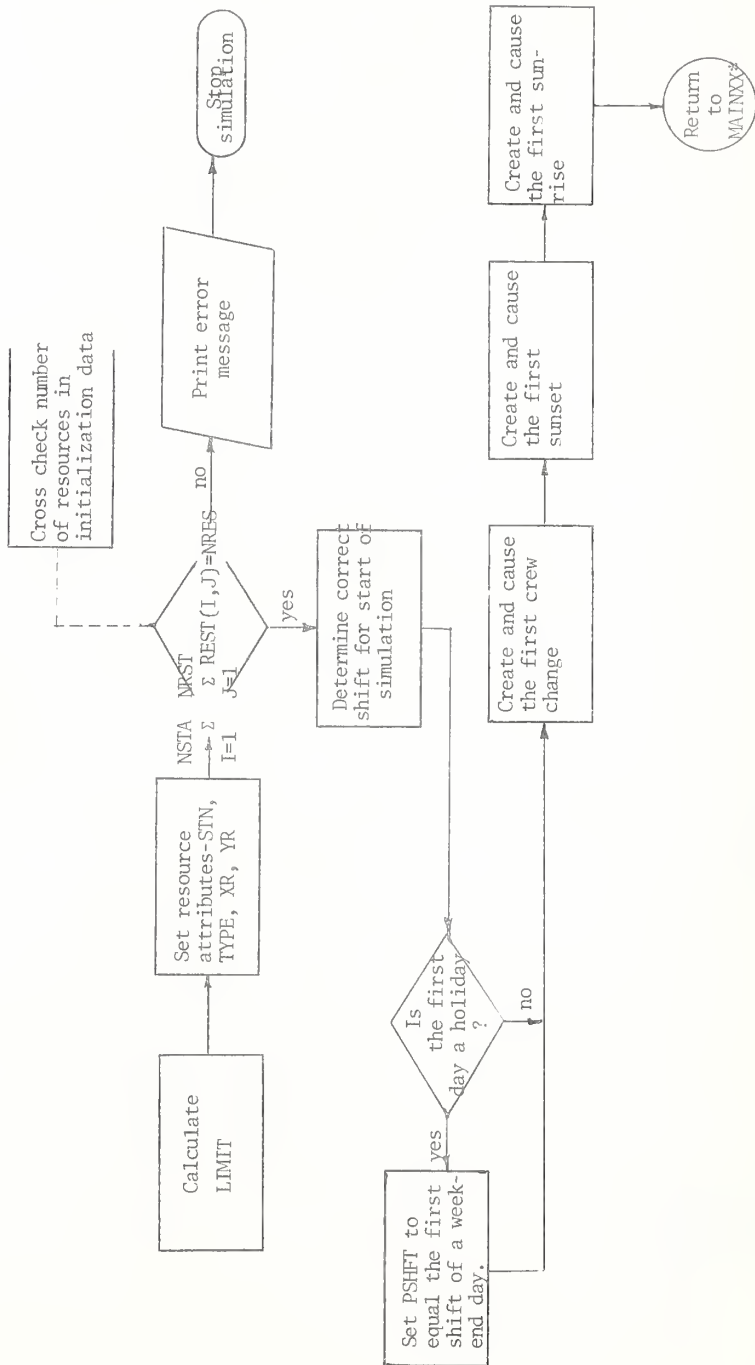 Calculate
LIMIT
Set resource
attributes-STN,
TYPE, XR, YR
NSTA NRST
Σ Σ REST(I,J)=NRES
I=1 J=1
Cross check number
of resources in
initialization data
no
Print error
message
Stop
simulation
yes
Determine correct
shift for start of
simulation
Is
the first
day a holiday
?
yes
no
Set PSHFT to
equal the first
shift of a week-
end day.
Create and cause
the first crew
change
Create and cause
the first
sunset
Create and cause
the first sun-
rise
Return
to
MAINXX*